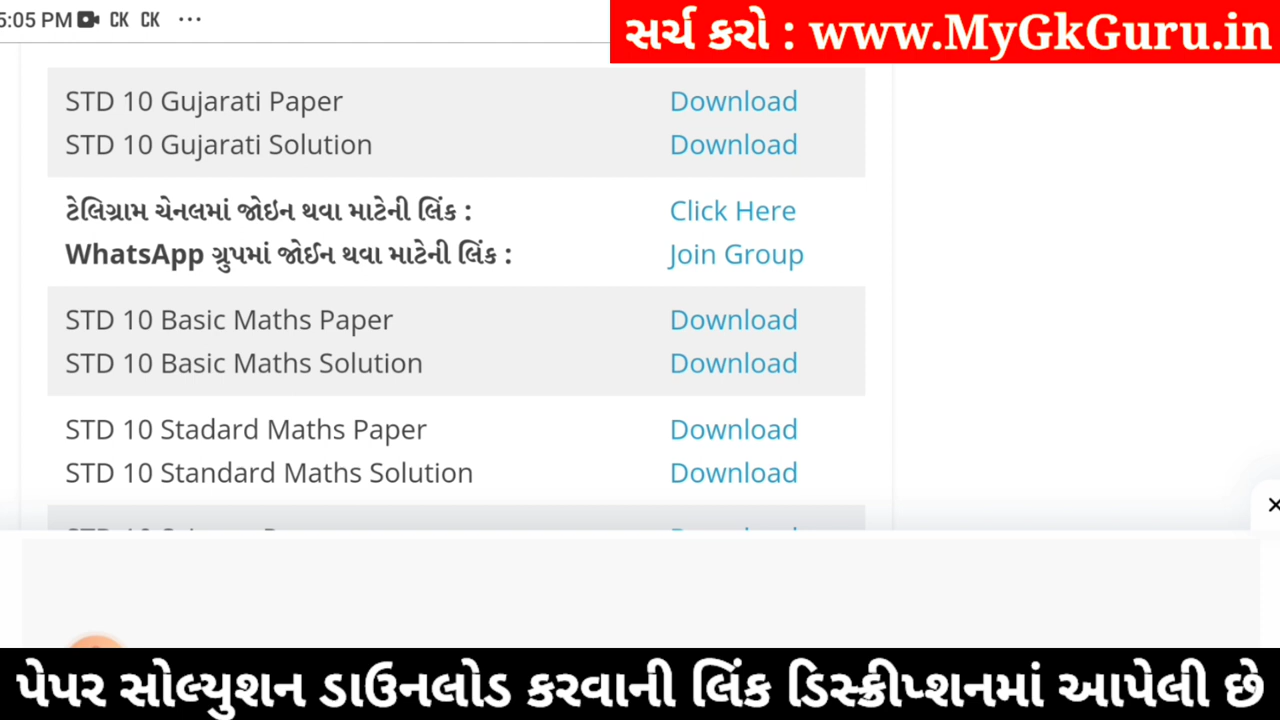 5:05 PM CK CK ...
સર્ચ કરો : www.MyGkGuru.in
STD 10 Gujarati Paper Download
STD 10 Gujarati Solution Download
ટેલિગ્રામ ચેનલમાં જોઇન થવા માટેની લિંક : Click Here
WhatsApp ગ્રુપમાં જોઈન થવા માટેની લિંક : Join Group
STD 10 Basic Maths Paper Download
STD 10 Basic Maths Solution Download
STD 10 Stadard Maths Paper Download
STD 10 Standard Maths Solution Download
પેપર સોલ્યુશન ડાઉનલોડ કરવાની લિંક ડિસ્ક્રીપ્શનમાં આપેલી છે